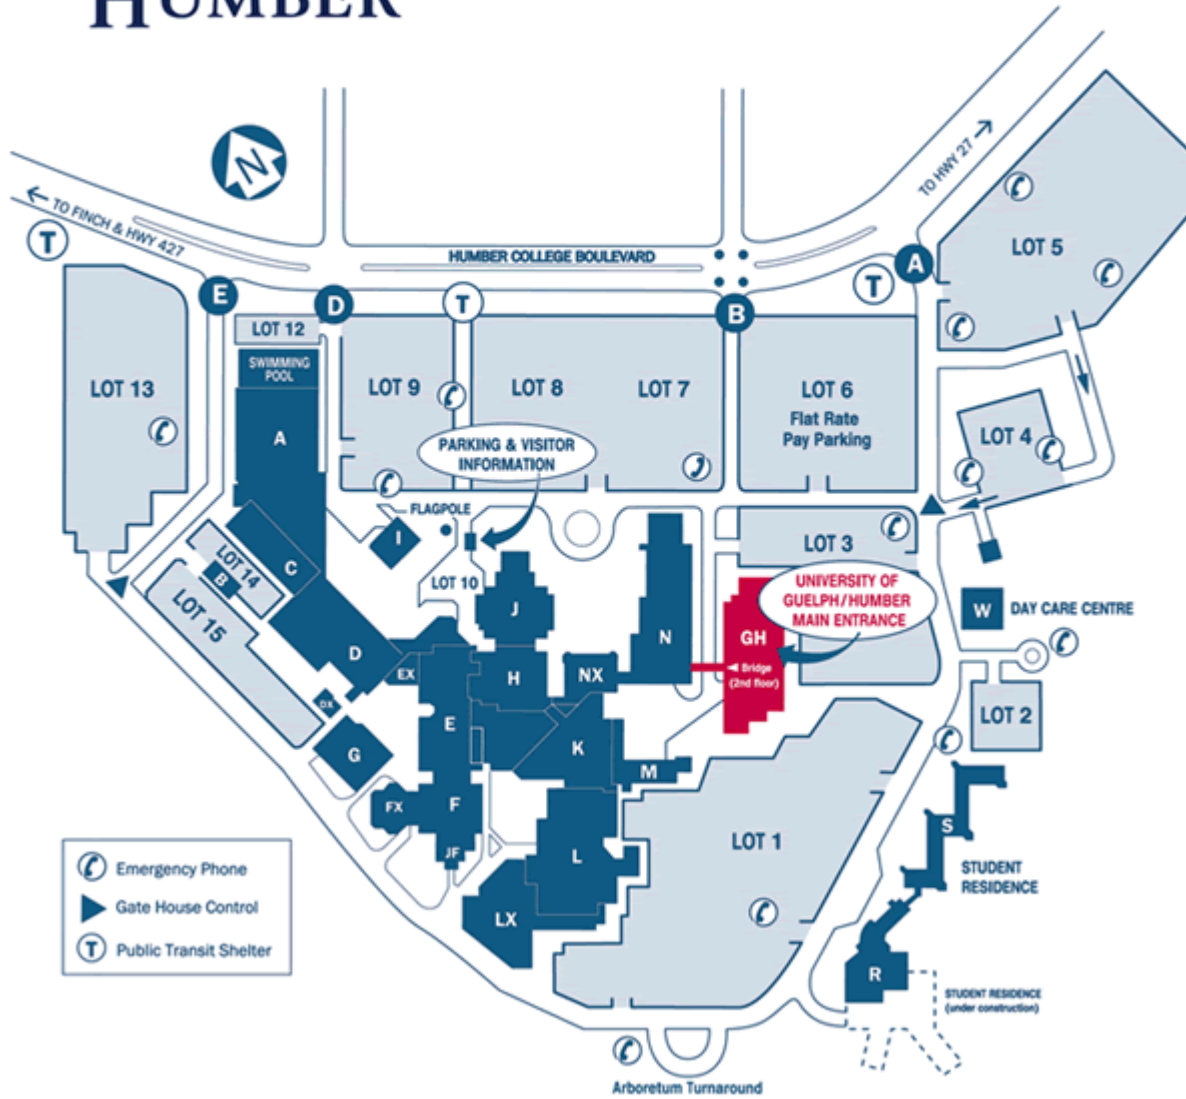 HUMBER
N
TO HWY 27
TO FINCH & HWY 427
T
HUMBER COLLEGE BOULEVARD
A
LOT 5
T
E
D
T
B
LOT 12
SWIMMING
POOL
LOT 13
LOT 9
LOT 8
LOT 7
LOT 6
Flat Rate
Pay Parking
A
LOT 4
PARKING & VISITOR
INFORMATION
FLAGPOLE
I
LOT 3
LOT 14
B
C
LOT 10
LOT 15
J
UNIVERSITY OF
GUELPH/HUMBER
MAIN ENTRANCE
W
DAY CARE CENTRE
D
EX
H
NX
N
GH
Bridge
(2nd floor)
DX
E
G
K
M
LOT 2
FX
F
JF
L
LX
LOT 1
S
STUDENT
RESIDENCE
R
STUDENT RESIDENCE
(under construction)
Emergency Phone
Gate House Control
T
Public Transit Shelter
Arboretum Turnaround